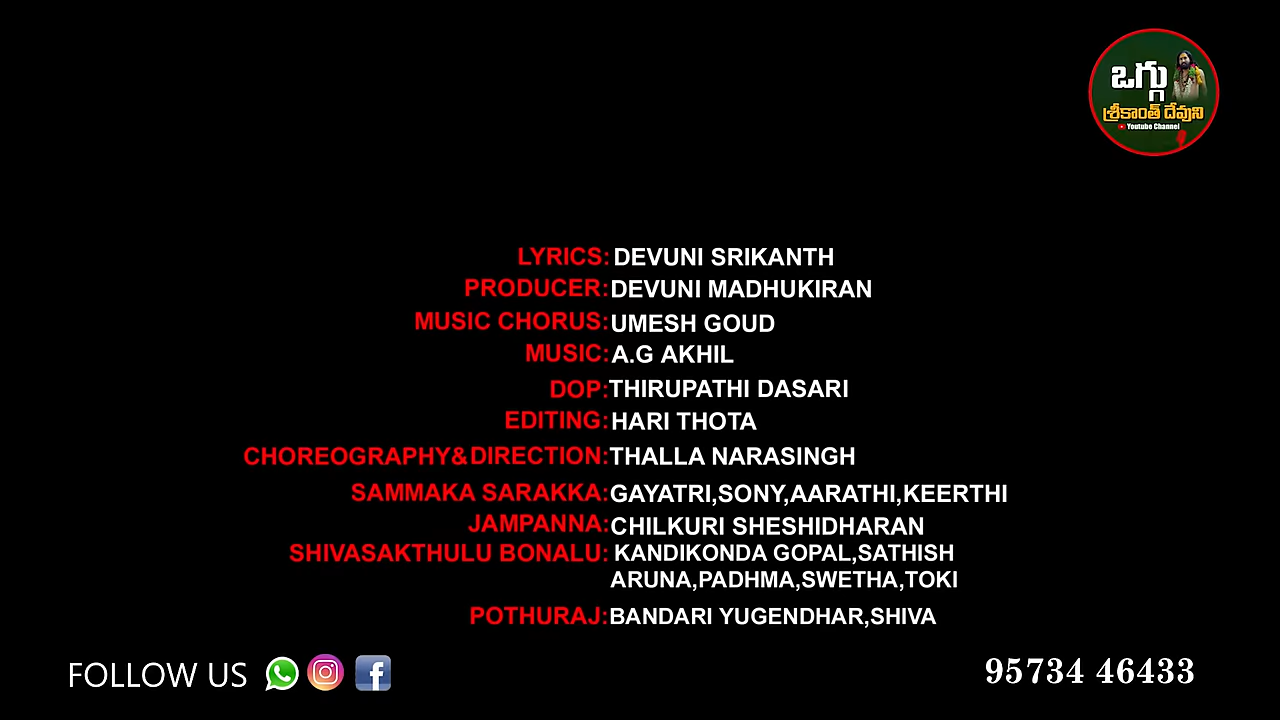 ఒగ్గు
శ్రీకాంత్ దేవుని
Youtube Channel
LYRICS: DEVUNI SRIKANTH
PRODUCER: DEVUNI MADHUKIRAN
MUSIC CHORUS: UMESH GOUD
MUSIC: A.G AKHIL
DOP: THIRUPATHI DASARI
EDITING: HARI THOTA
CHOREOGRAPHY&DIRECTION: THALLA NARASINGH
SAMMAKA SARAKKA: GAYATRI,SONY,AARATHI,KEERTHI
JAMPANNA: CHILKURI SHESHIDHARAN
SHIVASAKTHULU BONALU: KANDIKONDA GOPAL,SATHISH
ARUNA,PADHMA,SWETHA,TOKI
POTHURAJ: BANDARI YUGENDHAR,SHIVA
FOLLOW US
95734 46433